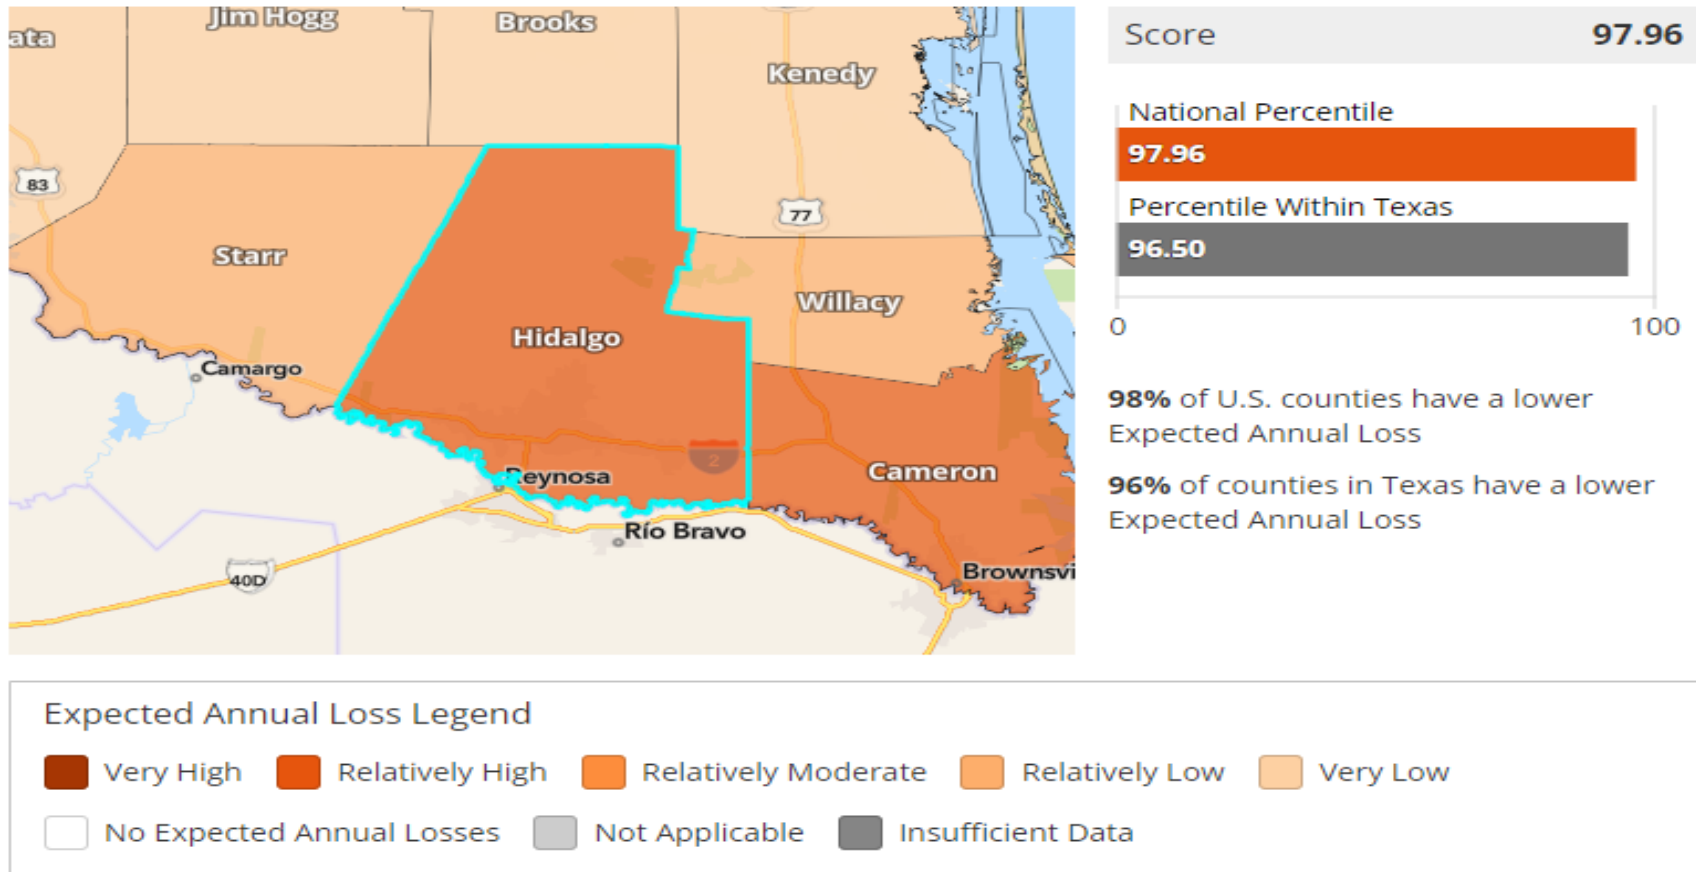 Jim Hogg
Brooks
ata
Kenedy
83
77
Starr
Willacy
Hidalgo
Camargo
2
Reynosa
Cameron
Río Bravo
40D
Brownsvi
Score 97.96
National Percentile
97.96
Percentile Within Texas
96.50
0 100
98% of U.S. counties have a lower
Expected Annual Loss
96% of counties in Texas have a lower
Expected Annual Loss
Expected Annual Loss Legend
Very High Relatively High Relatively Moderate Relatively Low Very Low
No Expected Annual Losses Not Applicable Insufficient Data